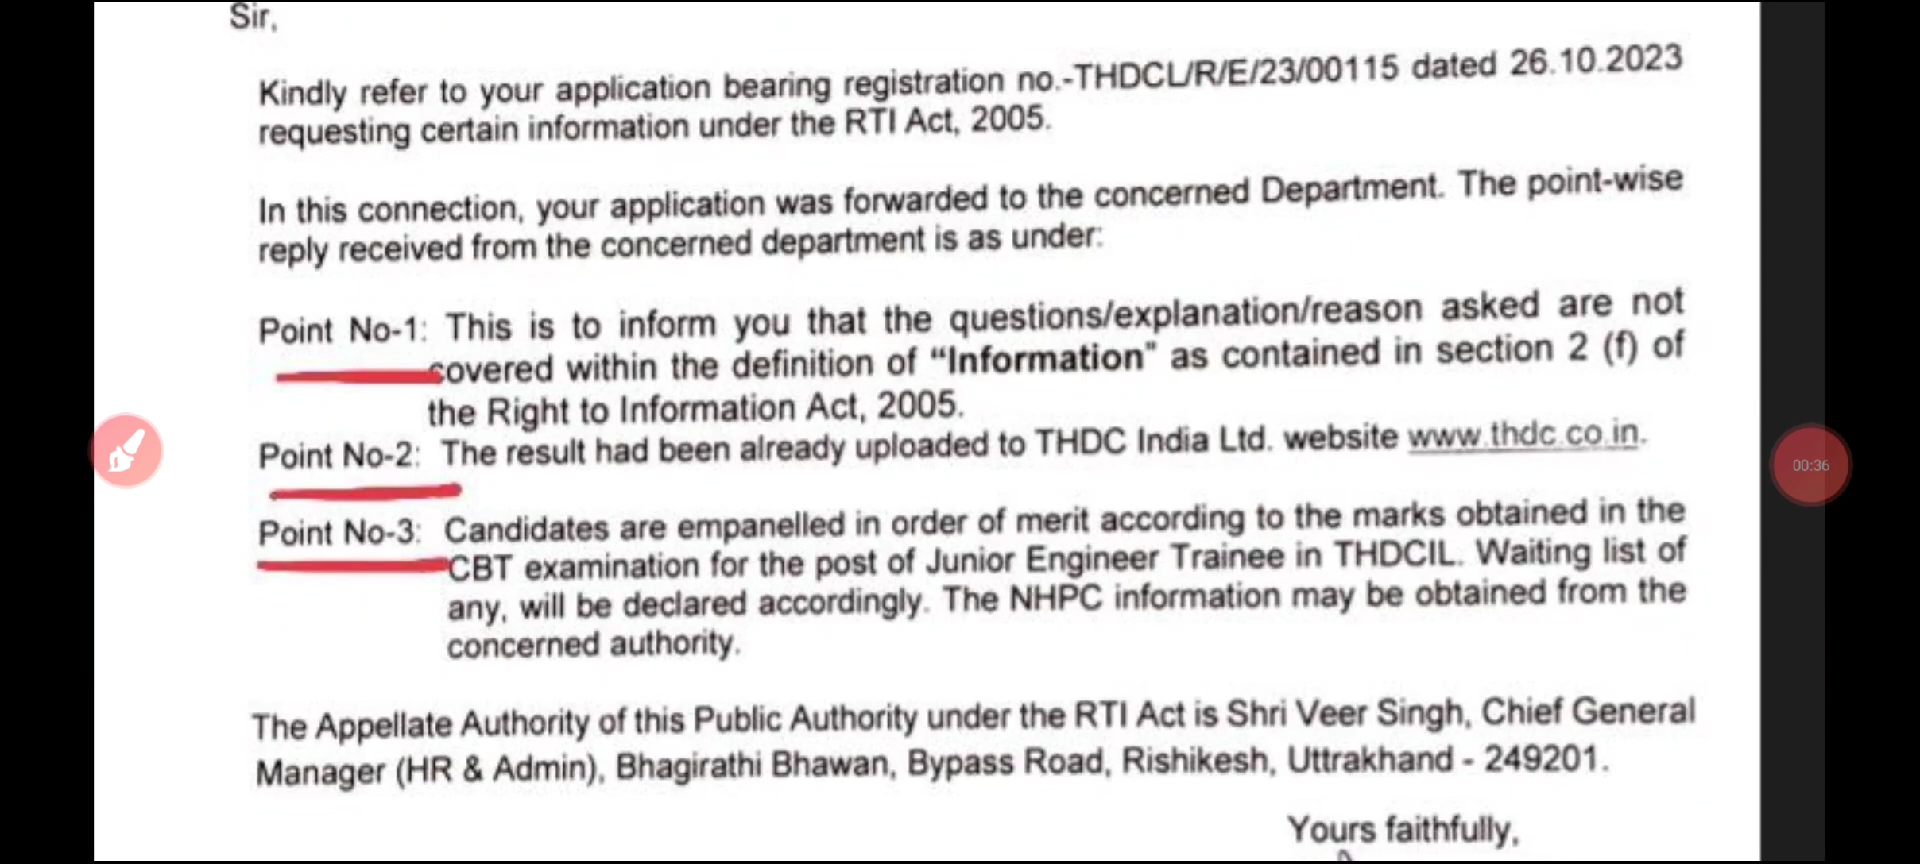 Sir,
Kindly refer to your application bearing registration no.-THDCL/R/E/23/00115 dated 26.10.2023
requesting certain information under the RTI Act, 2005.
In this connection, your application was forwarded to the concerned Department. The point-wise
reply received from the concerned department is as under:
Point No-1: This is to inform you that the questions/explanation/reason asked are not
covered within the definition of "Information" as contained in section 2 (f) of
the Right to Information Act, 2005.
Point No-2: The result had been already uploaded to THDC India Ltd. website www.thdc.co.in.
Point No-3: Candidates are empanelled in order of merit according to the marks obtained in the
CBT examination for the post of Junior Engineer Trainee in THDCIL. Waiting list of
any, will be declared accordingly. The NHPC information may be obtained from the
concerned authority.
The Appellate Authority of this Public Authority under the RTI Act is Shri Veer Singh, Chief General
Manager (HR & Admin), Bhagirathi Bhawan, Bypass Road, Rishikesh, Uttrakhand - 249201.
Yours faithfully,
00:36